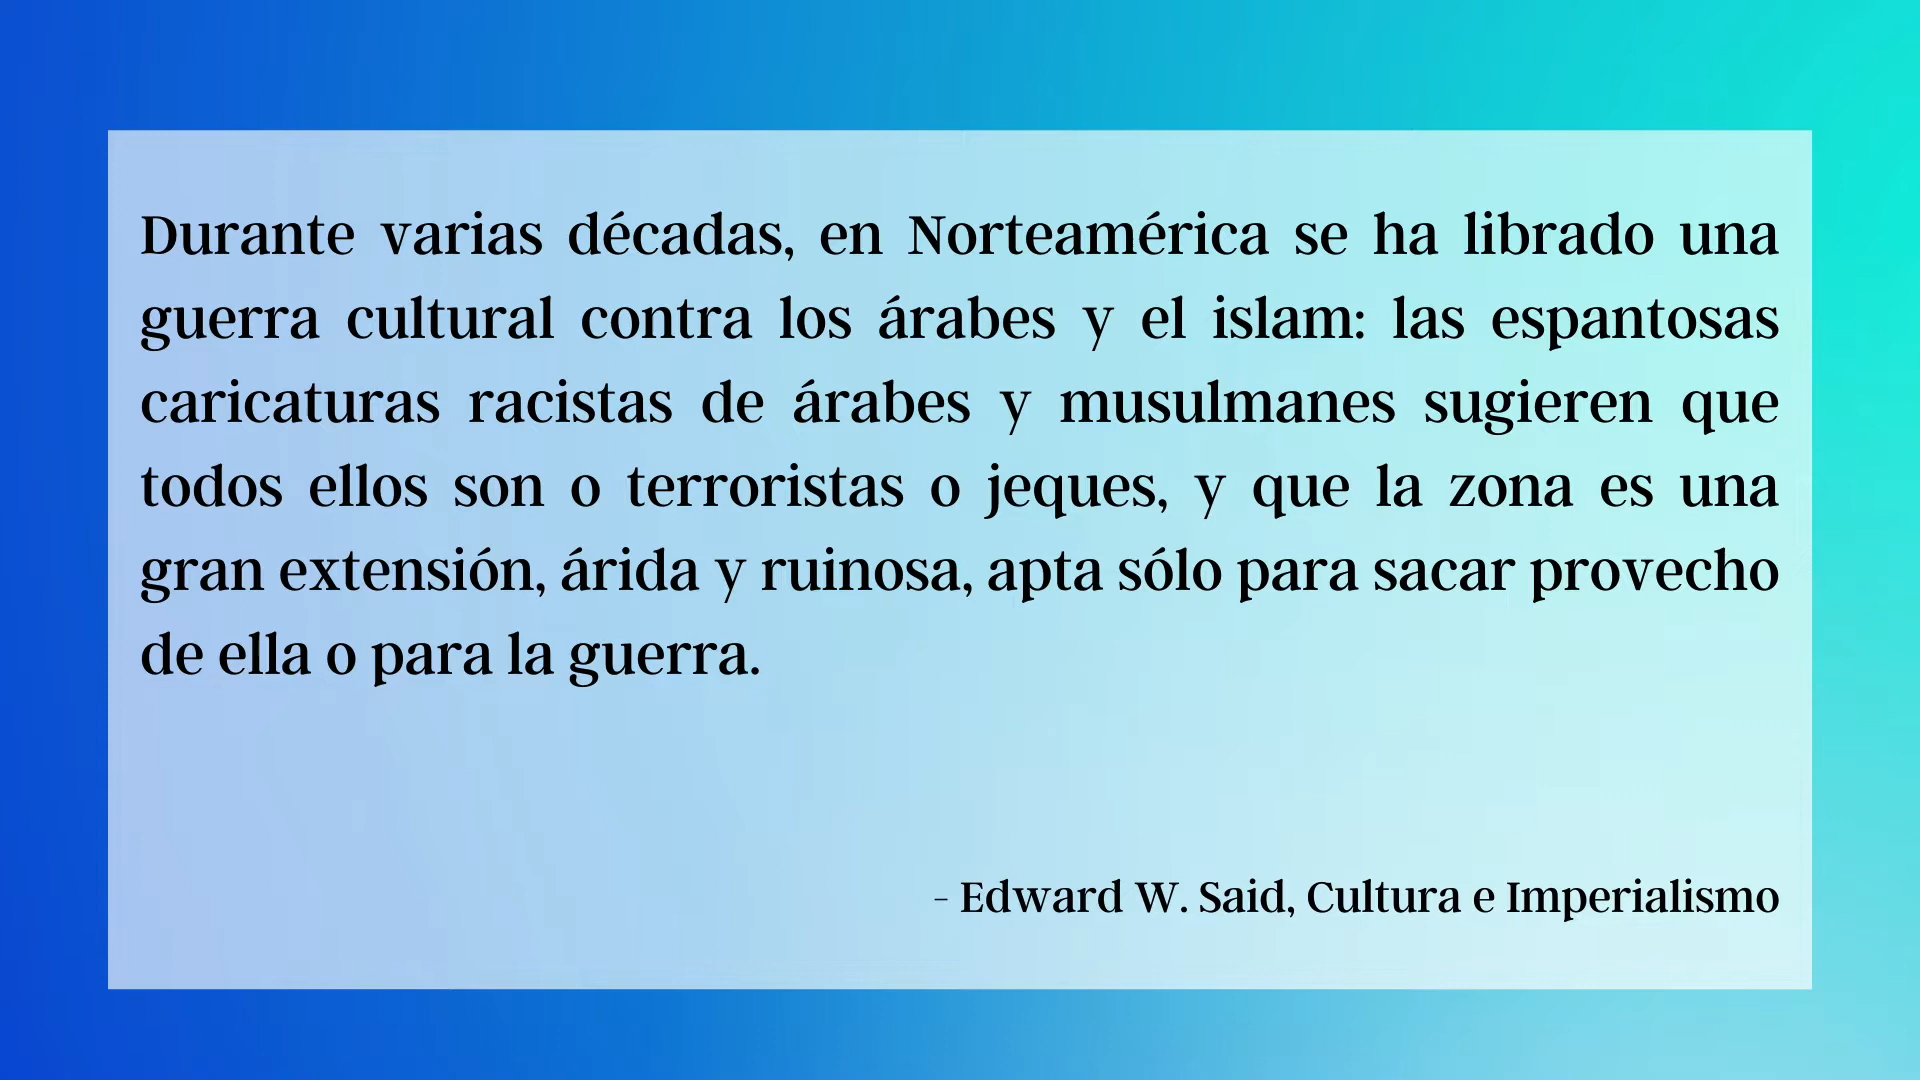 Durante varias décadas, en Norteamérica se ha librado una
guerra cultural contra los árabes y el islam: las espantosas
caricaturas racistas de árabes y musulmanes sugieren que
todos ellos son o terroristas o jeques, y que la zona es una
gran extensión, árida y ruinosa, apta sólo para sacar provecho
de ella o para la guerra.
- Edward W. Said, Cultura e Imperialismo